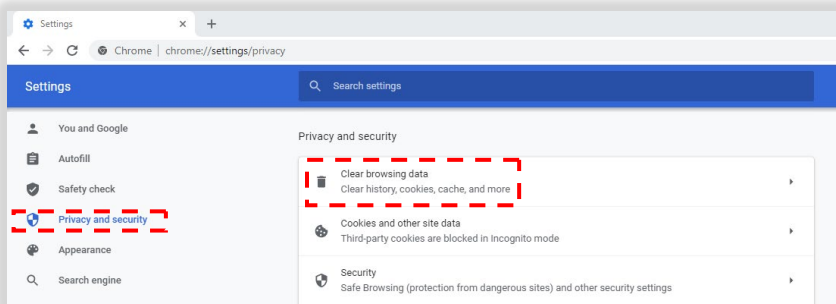 Settings
Chrome | chrome://settings/privacy
Settings
Search settings
You and Google
Autofill
Safety check
Privacy and security
Appearance
Search engine
Privacy and security
Clear browsing data
Clear history, cookies, cache, and more
Cookies and other site data
Third-party cookies are blocked in Incognito mode
Security
Safe Browsing (protection from dangerous sites) and other security settings